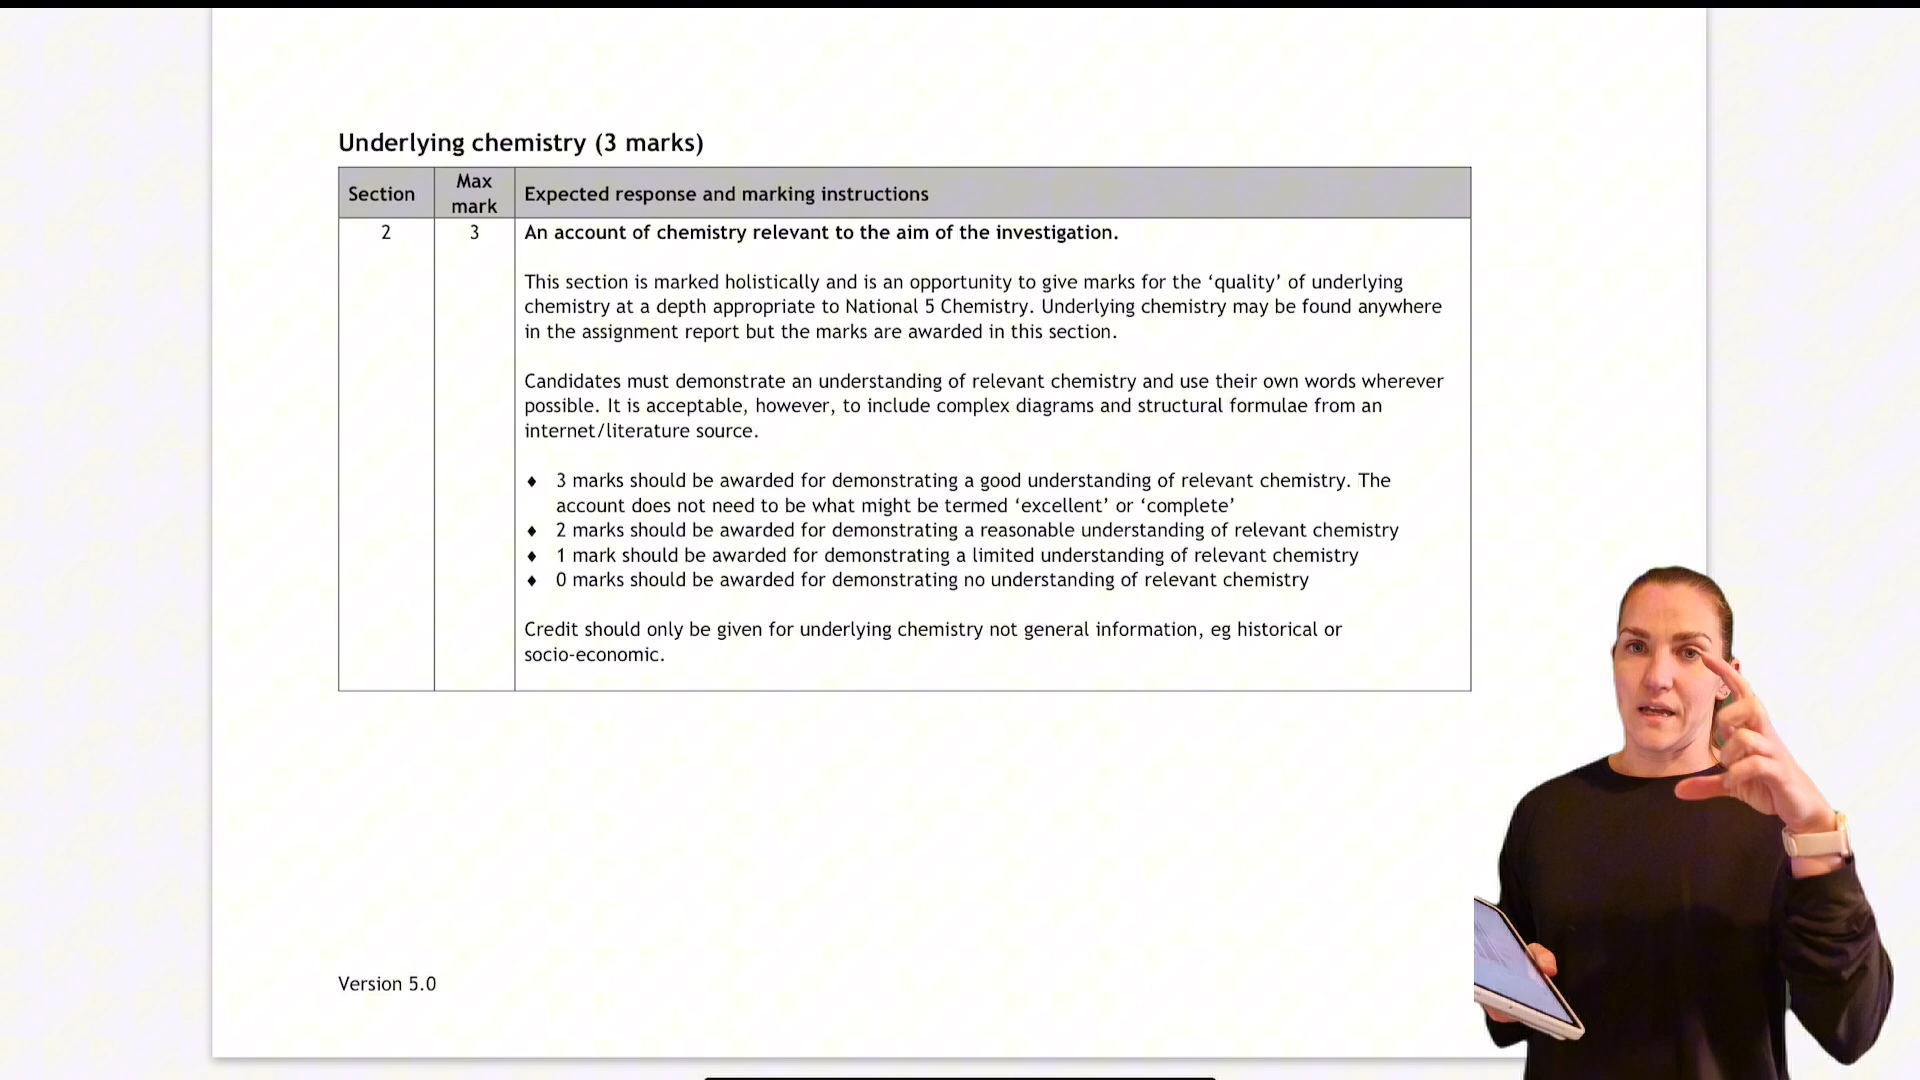 Underlying chemistry (3 marks)
Section
Max
mark
Expected response and marking instructions
2
3
An account of chemistry relevant to the aim of the investigation.
This section is marked holistically and is an opportunity to give marks for the ‘quality’ of underlying
chemistry at a depth appropriate to National 5 Chemistry. Underlying chemistry may be found anywhere
in the assignment report but the marks are awarded in this section.
Candidates must demonstrate an understanding of relevant chemistry and use their own words wherever
possible. It is acceptable, however, to include complex diagrams and structural formulae from an
internet/literature source.
♦ 3 marks should be awarded for demonstrating a good understanding of relevant chemistry. The
account does not need to be what might be termed ‘excellent’ or ‘complete’
♦ 2 marks should be awarded for demonstrating a reasonable understanding of relevant chemistry
♦ 1 mark should be awarded for demonstrating a limited understanding of relevant chemistry
♦ 0 marks should be awarded for demonstrating no understanding of relevant chemistry
Credit should only be given for underlying chemistry not general information, eg historical or
socio-economic.
Version 5.0